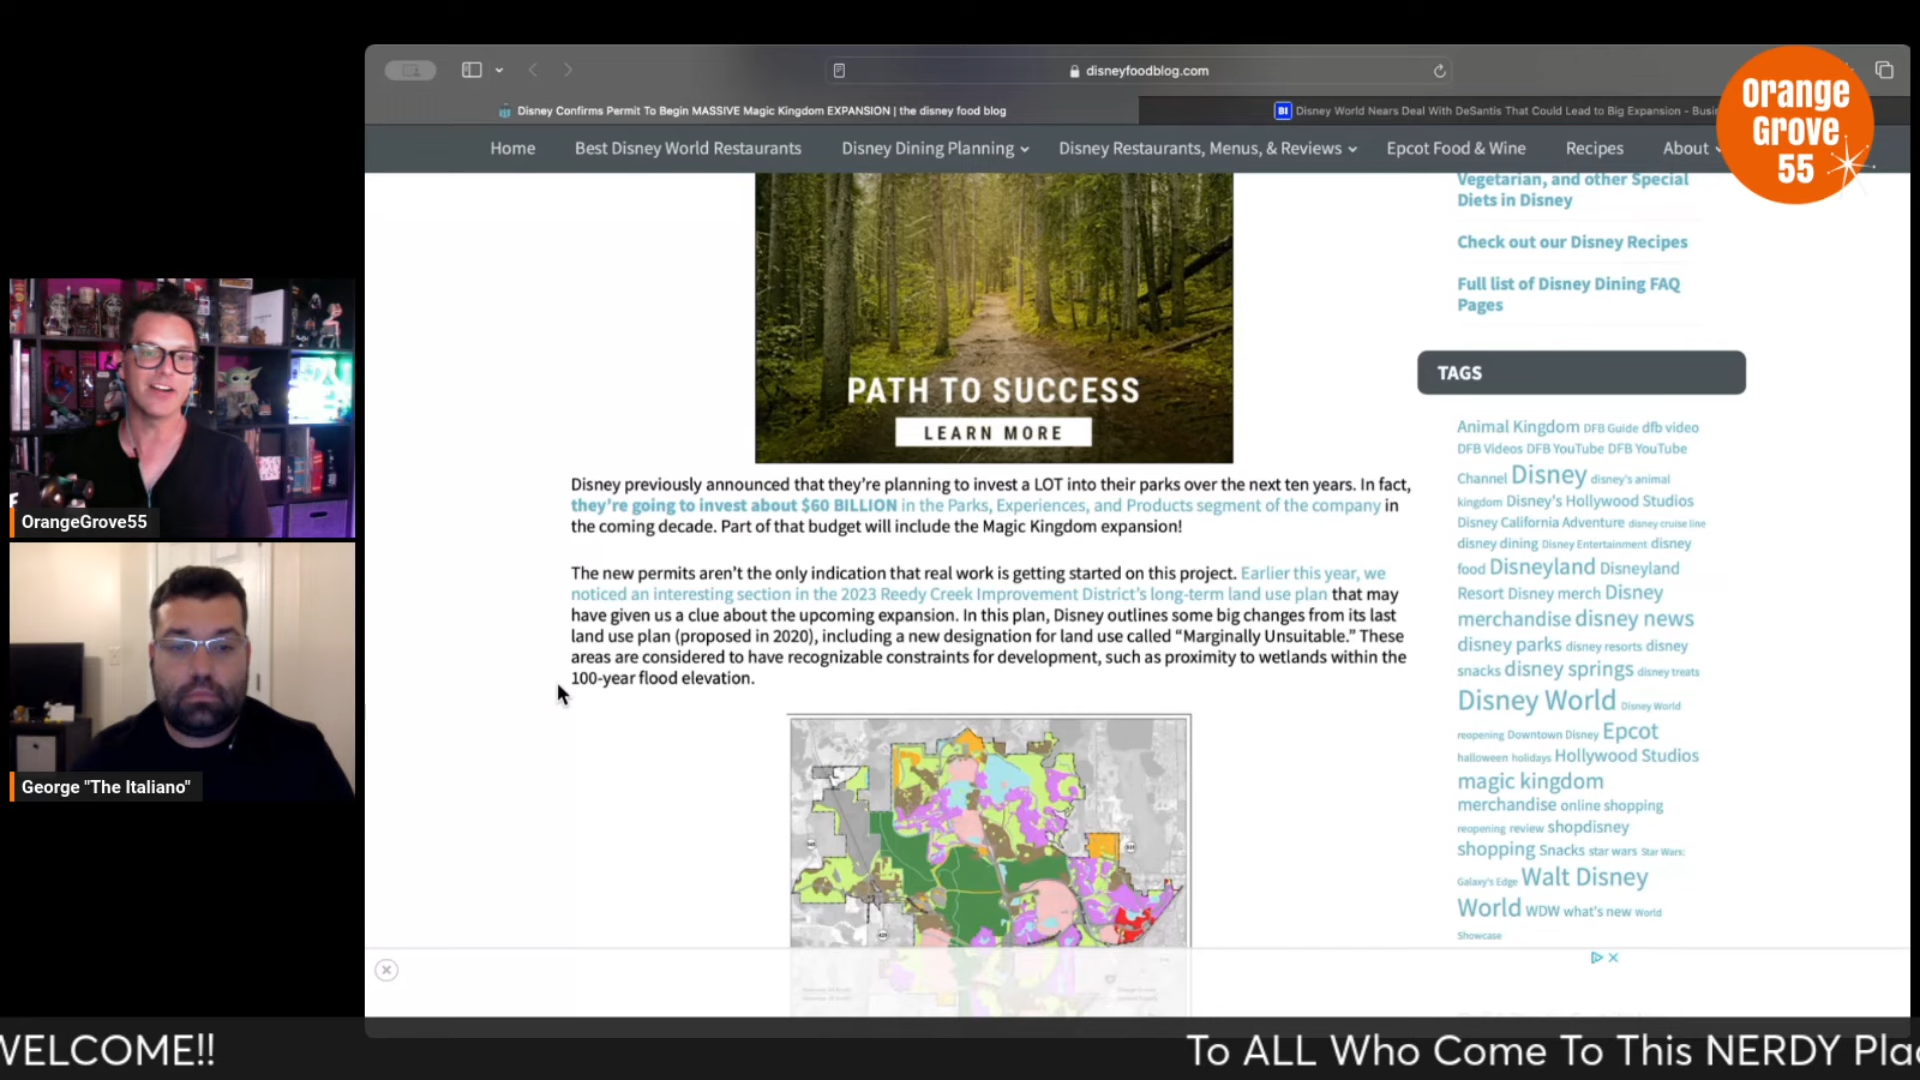 disneyfoodblog.com
Disney Confirms Permit To Begin MASSIVE Magic Kingdom EXPANSION | the disney food blog
BI Disney World Nears Deal With DeSantis That Could Lead to Big Expansion - Busi
Orange
Grove
55
Home Best Disney World Restaurants Disney Dining Planning Disney Restaurants, Menus, & Reviews Epcot Food & Wine Recipes About
PATH TO SUCCESS
LEARN MORE
Disney previously announced that they're planning to invest a LOT into their parks over the next ten years. In fact,
they're going to invest about $60 BILLION in the Parks, Experiences, and Products segment of the company in
the coming decade. Part of that budget will include the Magic Kingdom expansion!
The new permits aren't the only indication that real work is getting started on this project. Earlier this year, we
noticed an interesting section in the 2023 Reedy Creek Improvement District's long-term land use plan that may
have given us a clue about the upcoming expansion. In this plan, Disney outlines some big changes from its last
land use plan (proposed in 2020), including a new designation for land use called “Marginally Unsuitable.” These
areas are considered to have recognizable constraints for development, such as proximity to wetlands within the
100-year flood elevation.
Vegetarian, and other Special
Diets in Disney
Check out our Disney Recipes
Full list of Disney Dining FAQ
Pages
TAGS
Animal Kingdom DFB Guide dfb video
DFB Videos DFB YouTube DFB YouTube
Channel Disney disney's animal
kingdom Disney's Hollywood Studios
Disney California Adventure disney cruise line
disney dining Disney Entertainment disney
food Disneyland Disneyland
Resort Disney merch Disney
merchandise disney news
disney parks disney resorts disney
snacks disney springs disney treats
Disney World Disney World
reopening Downtown Disney Epcot
halloween holidays Hollywood Studios
magic kingdom
merchandise online shopping
reopening review shopdisney
shopping Snacks star wars Star Wars:
Galaxy's Edge Walt Disney
World WDW what's new World
Showcase
OrangeGrove55
George "The Italiano"
WELCOME!!
To ALL Who Come To This NERDY Pla